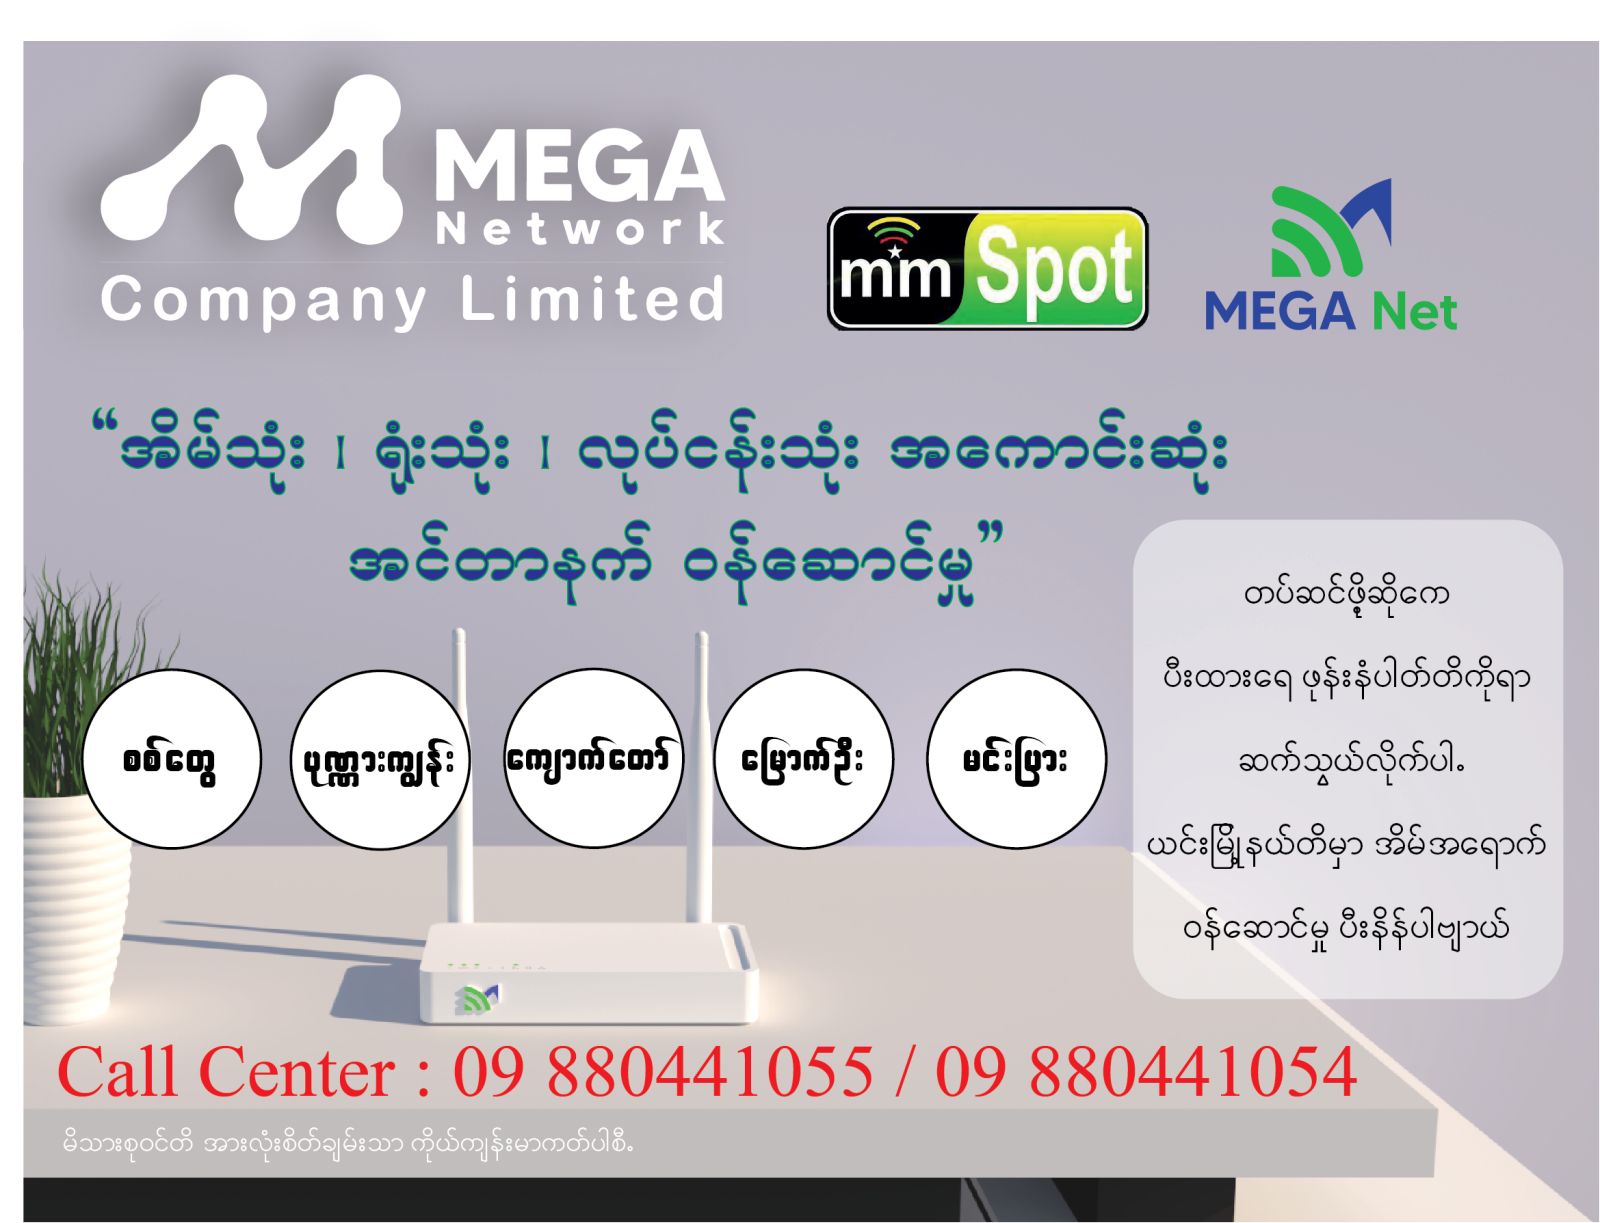 MEGA
Network
Company Limited
mm Spot
MEGA Net
“အိမ်သုံး ၊ ရုံးသုံး ၊ လုပ်ငန်းသုံး အကောင်းဆုံး
အင်တာနက် ဝန်ဆောင်မှု”
တပ်ဆင်ဖို့ဆိုကေ
ပီးထားရေ ဖုန်းနံပါတ်တိကိုရာ
ဆက်သွယ်လိုက်ပါ.
ယင်းမြို့နယ်တိမှာ အိမ်အရောက်
ဝန်ဆောင်မှု ပီးနိန်ပါဗျာယ်
စစ်တွေ
ပုဏ္ဏားကျွန်း
ကျောက်တော်
မြောက်ဦး
မင်းပြား
Call Center : 09 880441055 / 09 880441054
မိသားစုဝင်တိ အားလုံးစိတ်ချမ်းသာ ကိုယ်ကျန်းမာကတ်ပါစီ.